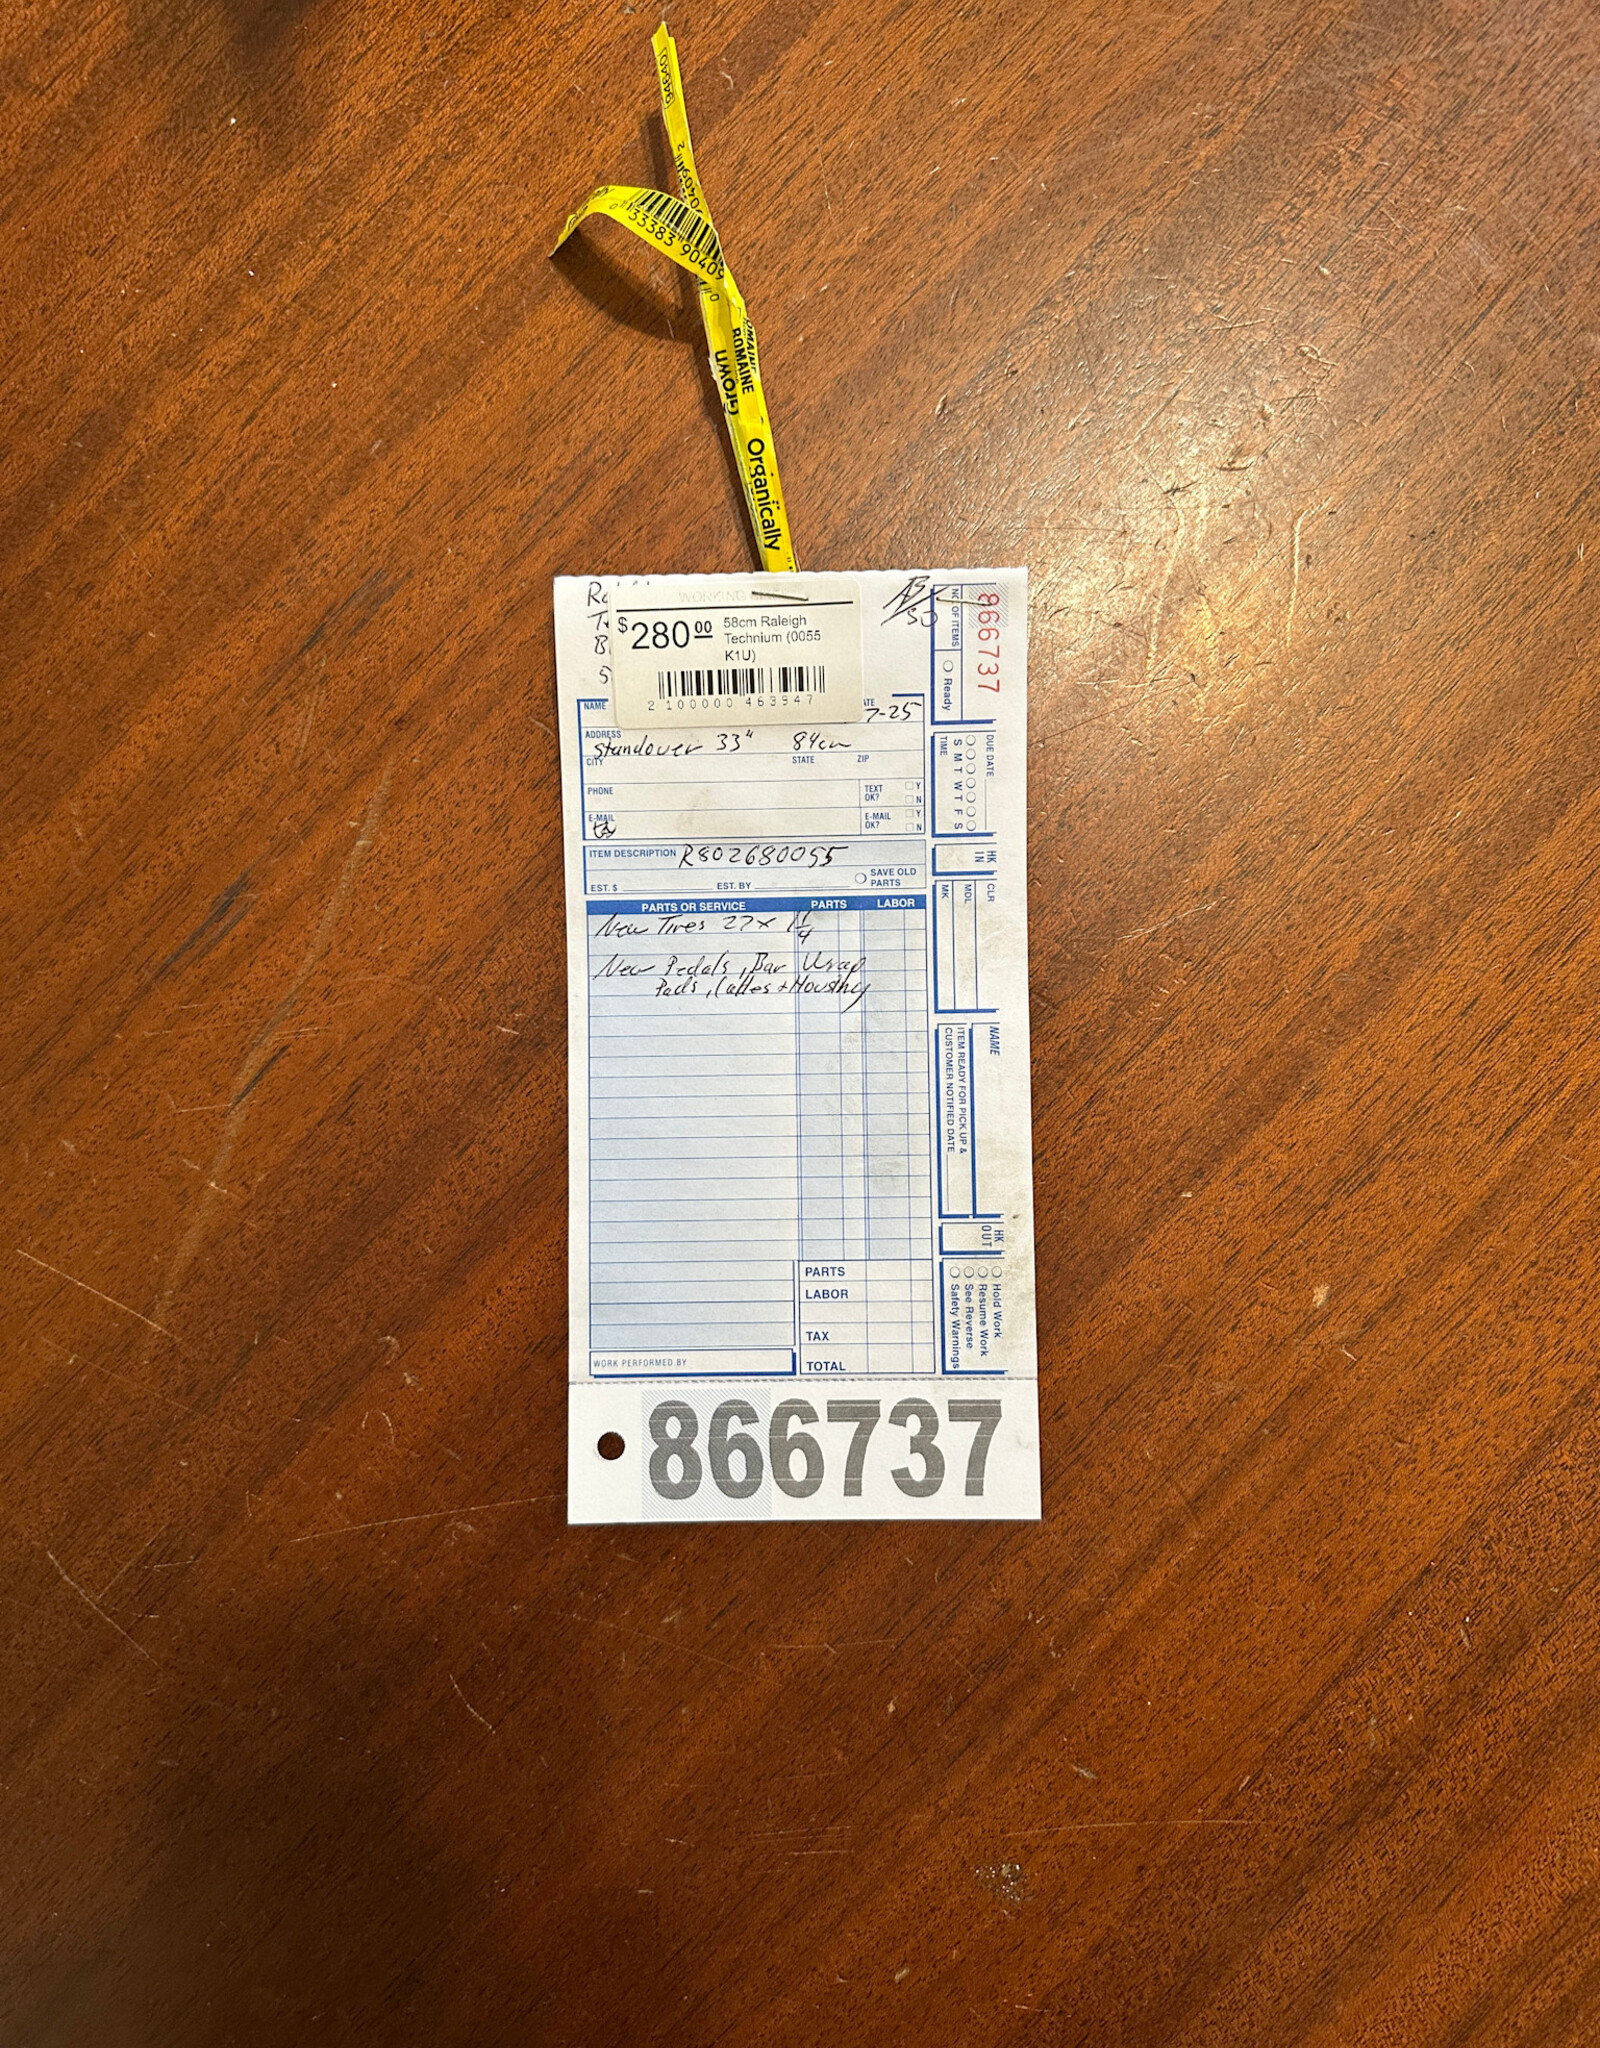 94640
0 33383 90409
ROMAINE
Grown
Organically
$280.00
58cm Raleigh
Technium (0055
K1U)
2 100000 463947
866737
NO. OF ITEMS
Ready
NAME
7-25
ADDRESS
Standover 33" 84cm
CITY STATE ZIP
PHONE
TEXT OK? Y N
E-MAIL
E-MAIL OK? Y N
ITEM DESCRIPTION R802680055
EST. $ EST. BY
SAVE OLD PARTS
PARTS OR SERVICE PARTS LABOR
New Tires 27 x 1 1/4
New Pedals, Bar Wrap
Pads, Cables + Housing
PARTS
LABOR
TAX
TOTAL
WORK PERFORMED BY
DUE DATE
S M T W T F S
TIME
HK IN
CLR
MDL
MK
NAME
ITEM READY FOR PICK UP &
CUSTOMER NOTIFIED DATE
HK OUT
Hold Work
Resume Work
See Reverse
Safety Warnings
866737